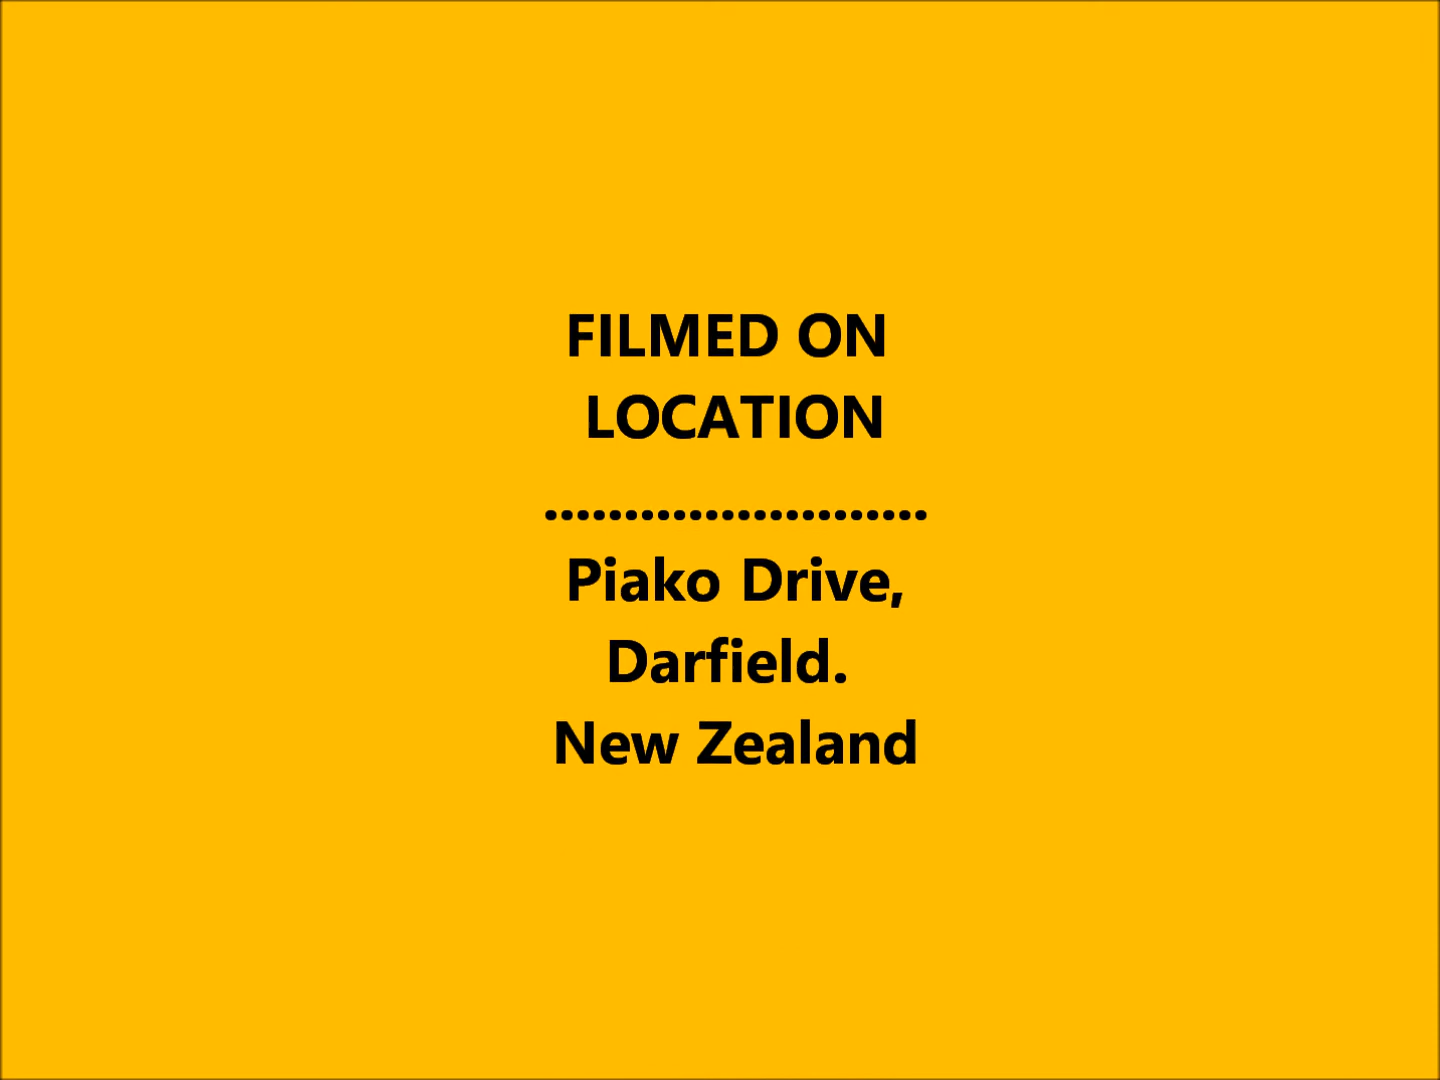 FILMED ON
LOCATION
........................
Piako Drive,
Darfield.
New Zealand